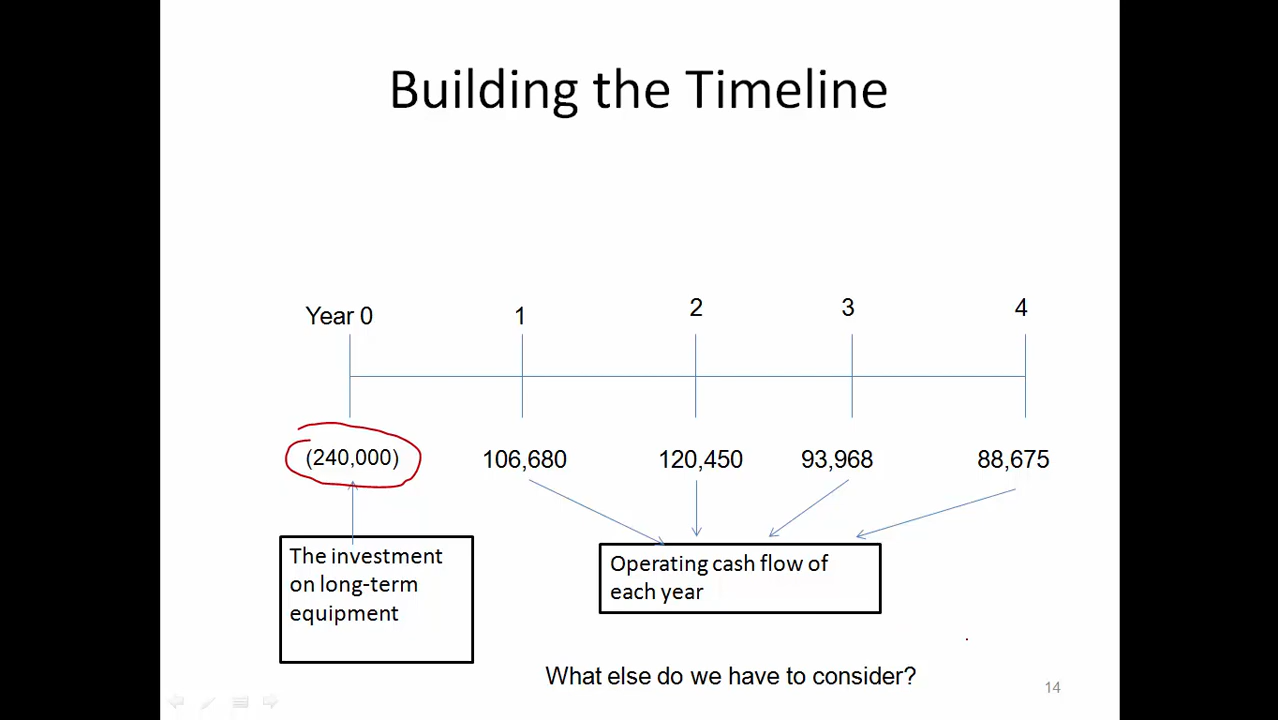 Building the Timeline
Year 0 1 2 3 4
(240,000) 106,680 120,450 93,968 88,675
The investment
on long-term
equipment
Operating cash flow of
each year
What else do we have to consider?
14